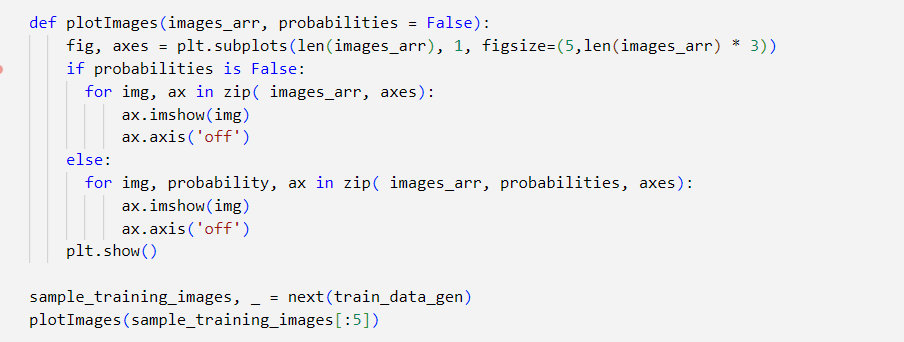 def plotImages(images_arr, probabilities = False):
    fig, axes = plt.subplots(len(images_arr), 1, figsize=(5,len(images_arr) * 3))
    if probabilities is False:
      for img, ax in zip( images_arr, axes):
          ax.imshow(img)
          ax.axis('off')
    else:
      for img, probability, ax in zip( images_arr, probabilities, axes):
          ax.imshow(img)
          ax.axis('off')
    plt.show()

sample_training_images, _ = next(train_data_gen)
plotImages(sample_training_images[:5])